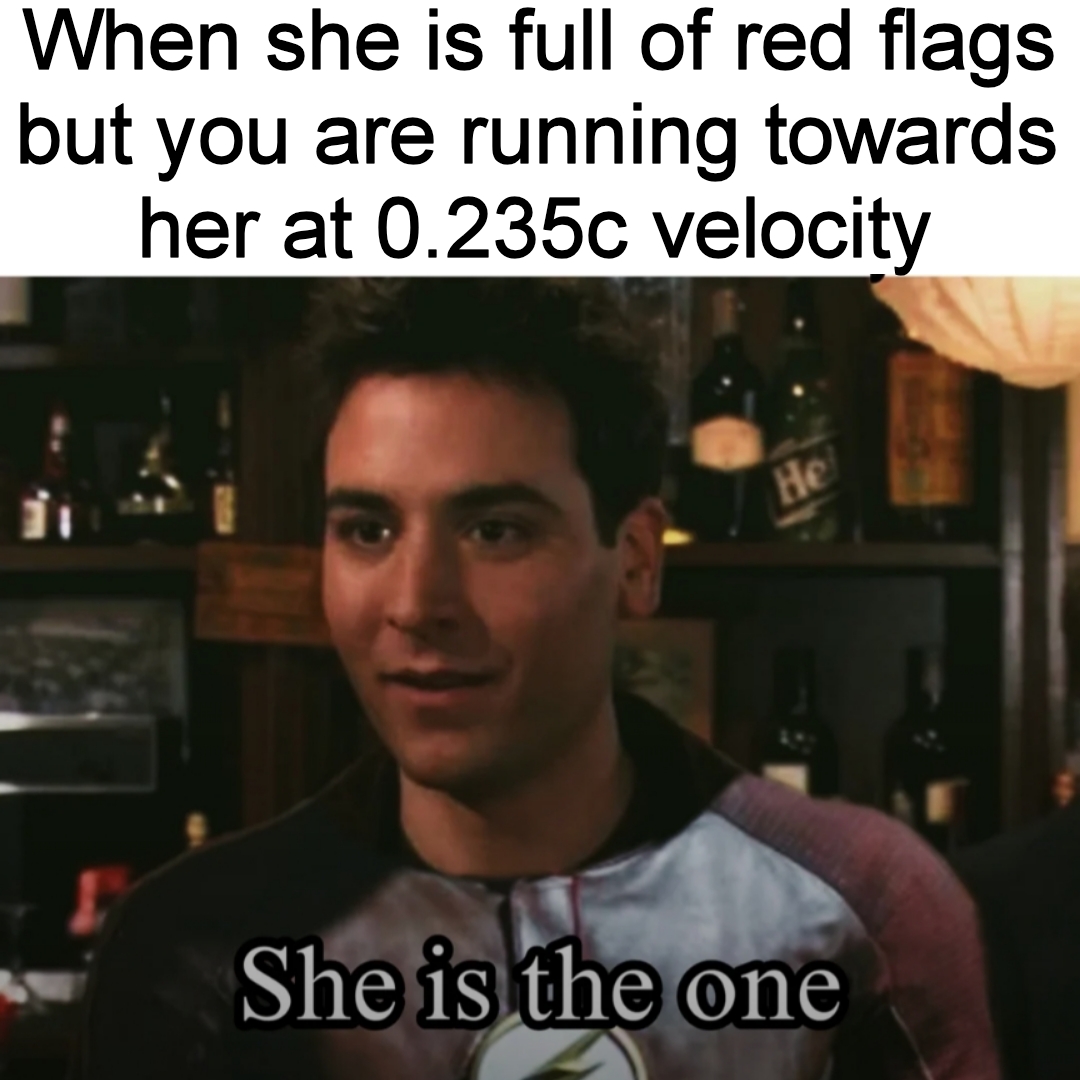 When she is full of red flags
but you are running towards
her at 0.235c velocity
He
She is the one